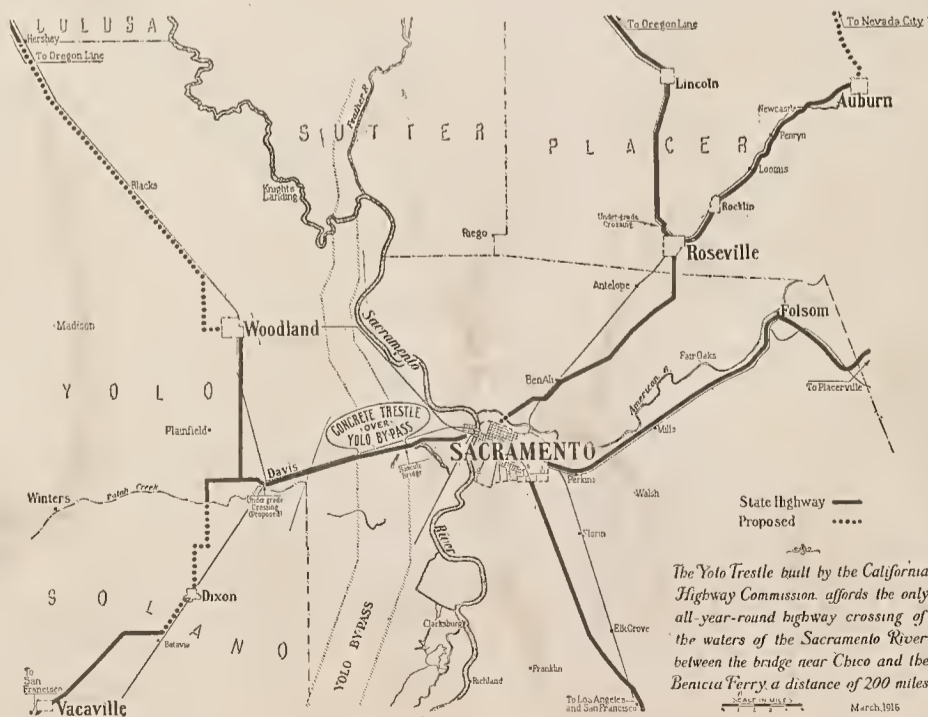 COLUSA
Hershey
To Oregon Line
To Oregon Line
To Nevada City
Lincoln
Auburn
Newcastle
Penryn
Loomis
Rocklin
Feather R.
SUTTER
PLACER
Blacks
Knights
Landing
Riego
Under-grade
Crossing
Roseville
Antelope
Madison
Woodland
Sacramento
Folsom
Fair Oaks
American R.
To Placerville
Ben Ali
YOLO
CONCRETE TRESTLE
OVER
YOLO BY-PASS
Plainfield
SACRAMENTO
Mills
Davis
Perkins
Walsh
Winters
Putah Creek
Under-grade
Crossing
(Proposed)
River
State Highway
Proposed
Florin
The Yolo Trestle built by the California
Highway Commission affords the only
all-year-round highway crossing of
the waters of the Sacramento River
between the bridge near Chico and the
Benicia Ferry, a distance of 200 miles
SOLANO
Dixon
Batavia
YOLO BY-PASS
Clarksburg
Elk Grove
Franklin
Richland
To
San
Francisco
Vacaville
To Los Angeles
and San Francisco
SCALE IN MILES
March, 1916